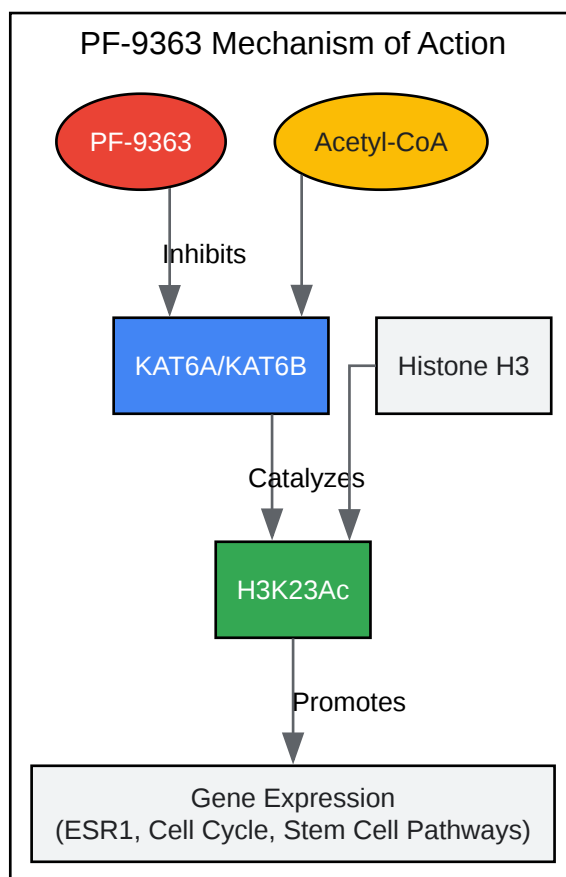 PF-9363 Mechanism of Action
PF-9363
Acetyl-CoA
Inhibits
KAT6A/KAT6B
Histone H3
Catalyzes
H3K23Ac
Promotes
Gene Expression
(ESR1, Cell Cycle, Stem Cell Pathways)